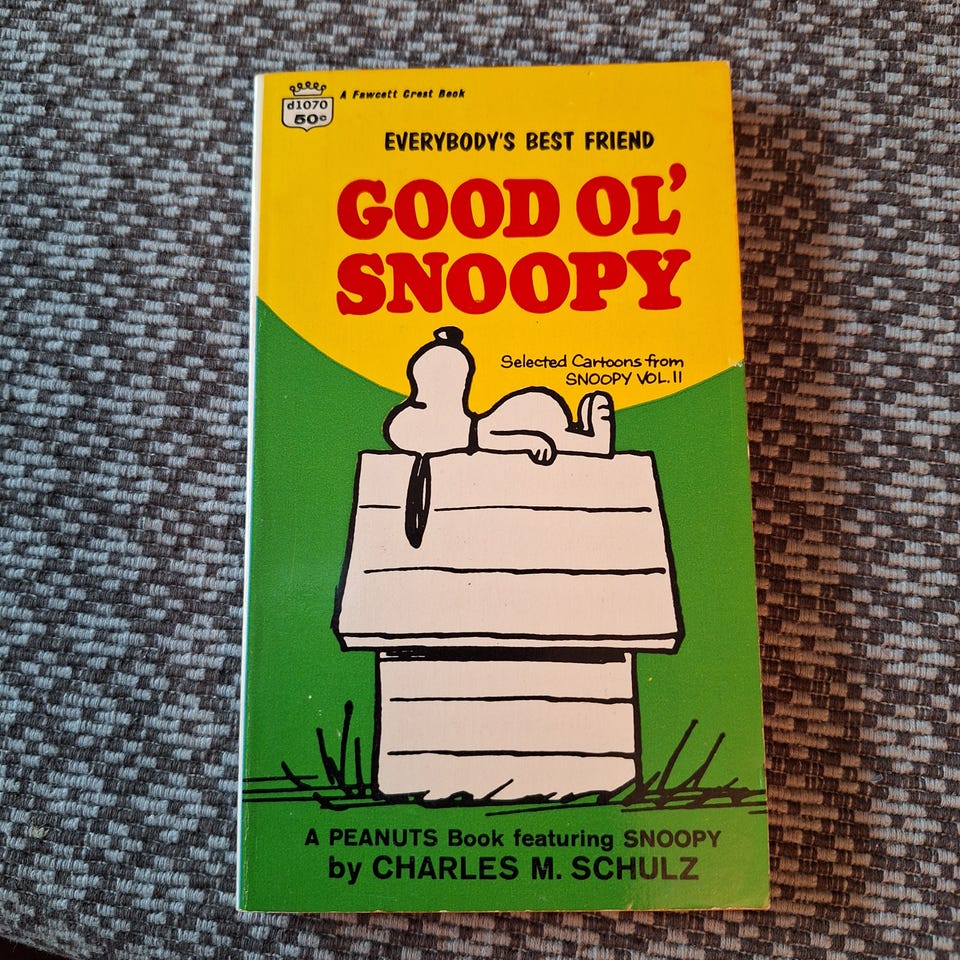 d1070
50c
A Fawcett Crest Book
EVERYBODY'S BEST FRIEND
GOOD OL'
SNOOPY
Selected Cartoons from
SNOOPY VOL. II
A PEANUTS Book featuring SNOOPY
by CHARLES M. SCHULZ